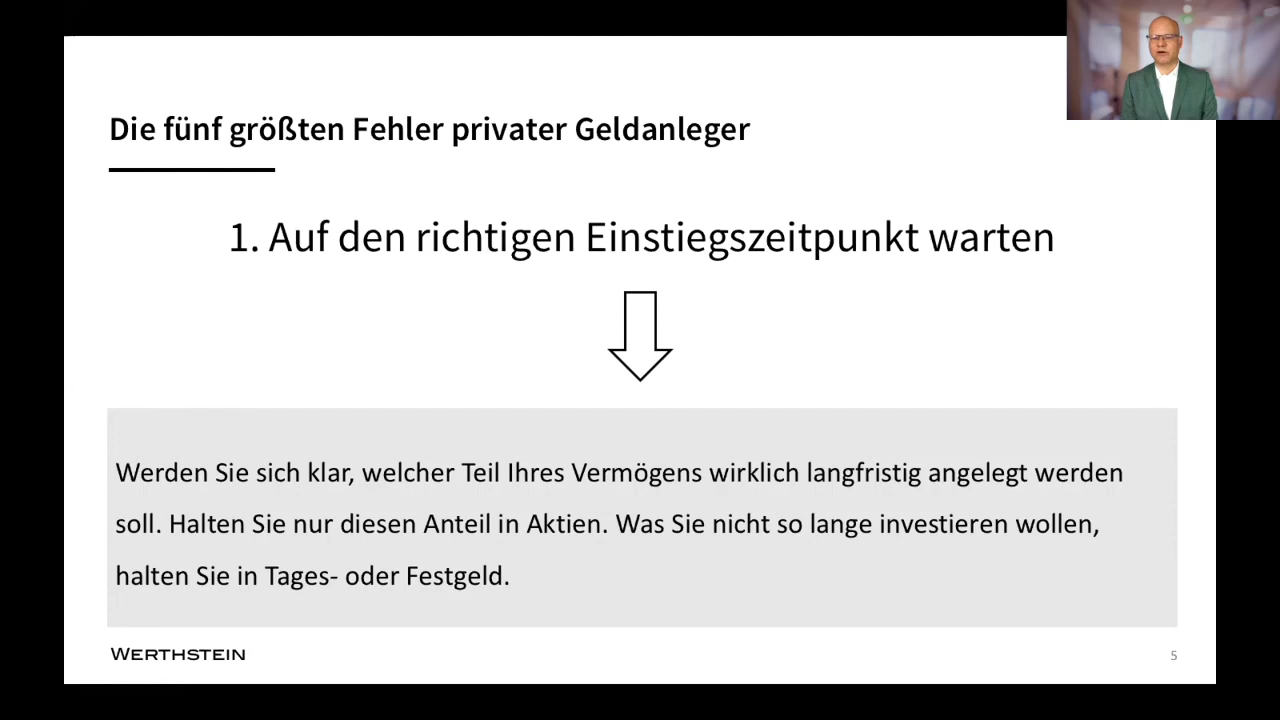 Die fünf größten Fehler privater Geldanleger
1. Auf den richtigen Einstiegszeitpunkt warten
Werden Sie sich klar, welcher Teil Ihres Vermögens wirklich langfristig angelegt werden
soll. Halten Sie nur diesen Anteil in Aktien. Was Sie nicht so lange investieren wollen,
halten Sie in Tages- oder Festgeld.
WERTHSTEIN
5